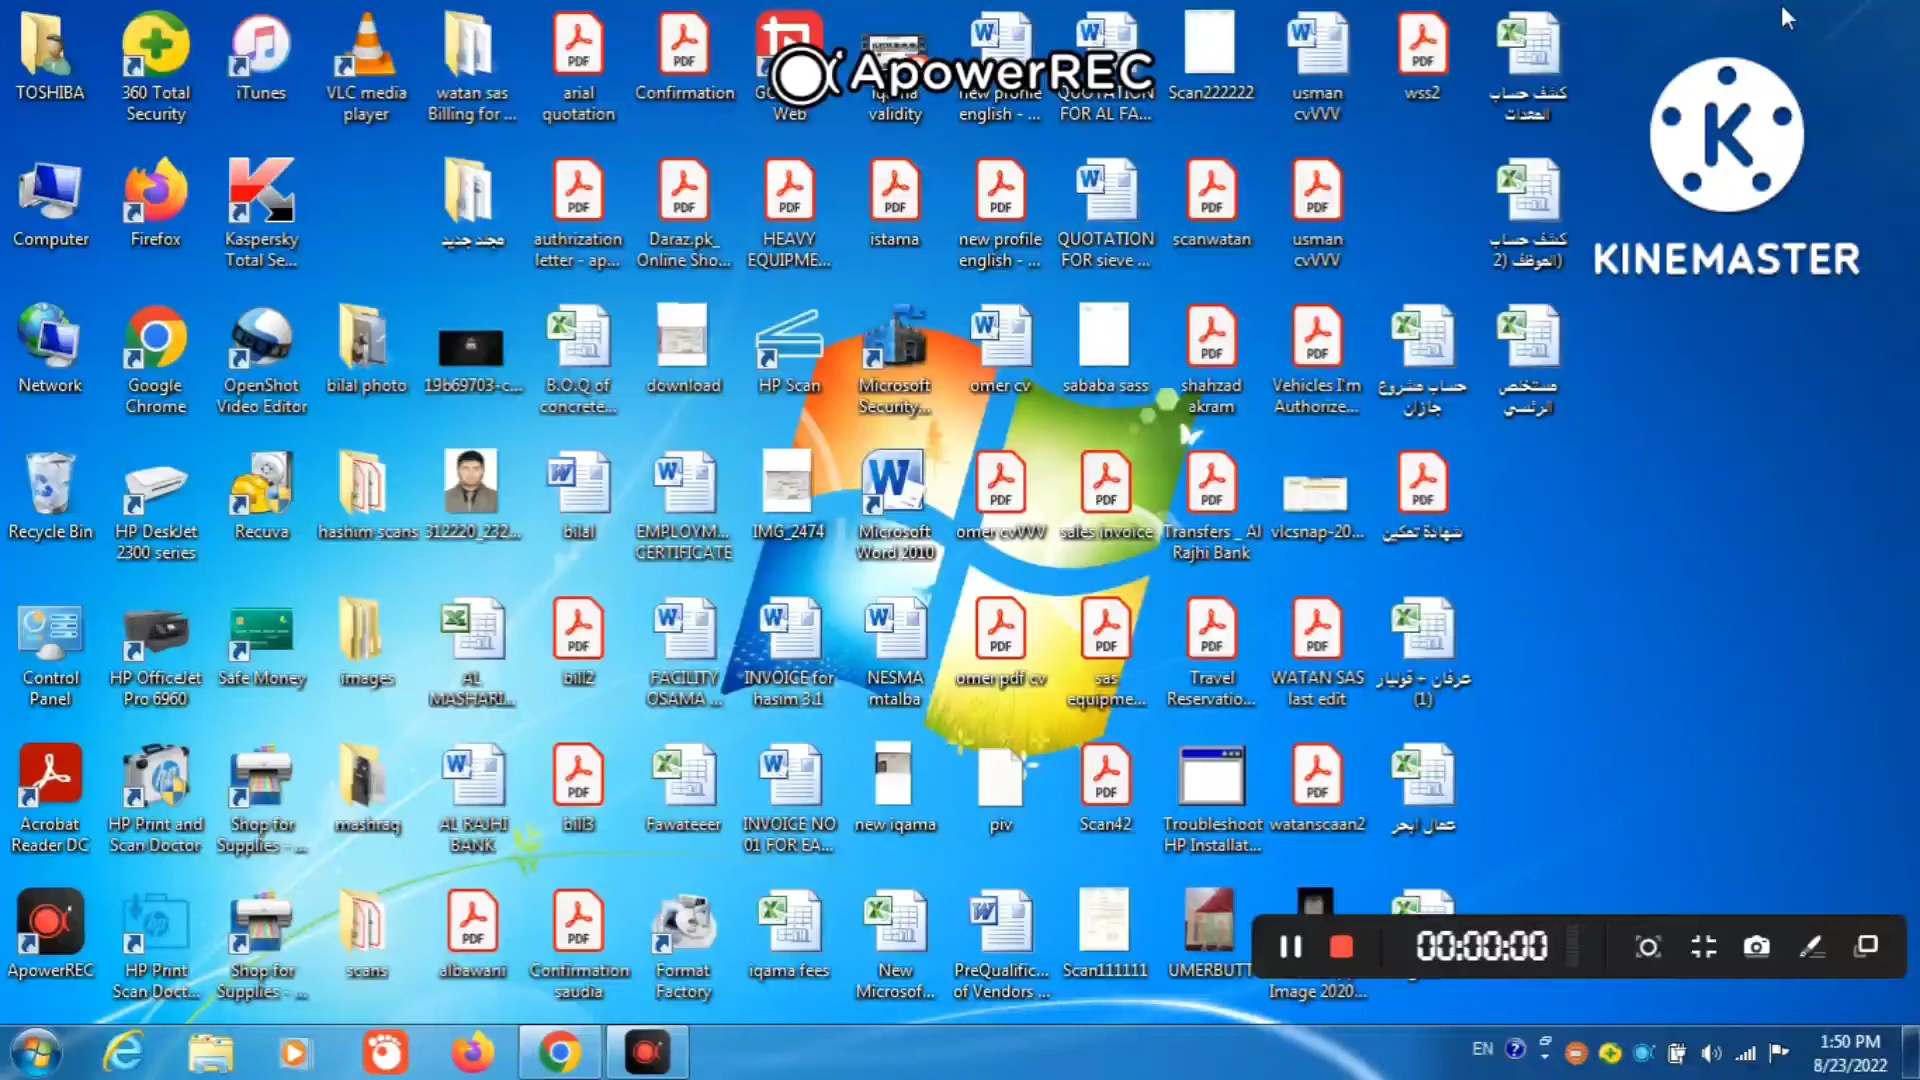 TOSHIBA
360 Total
Security
iTunes
VLC media
player
watan sas
Billing for ...
arial
quotation
Confirmation
Web
ApowerREC
validity
new profile
english - ...
QUOTATION
FOR AL FA...
Scan222222
usman
cvVVV
wss2
كشف حساب
المعدات
KINEMASTER
Computer
Firefox
Kaspersky
Total Se...
مجلد جديد
authrization
letter - ap...
Daraz.pk_
Online Sho...
HEAVY
EQUIPME...
istama
new profile
english - ...
QUOTATION
FOR sieve ...
scanwatan
usman
cvVVV
كشف حساب
الموظف (2)
Network
Google
Chrome
OpenShot
Video Editor
bilal photo
19b69703-c...
B.O.Q of
concrete...
download
HP Scan
Microsoft
Security...
omer cv
sababa sass
shahzad
akram
Vehicles I'm
Authorize...
حساب مشروع
جازان
مستخلص
الرئسي
Recycle Bin
HP DeskJet
2300 series
Recuva
hashim scans
312220_232...
bilal
EMPLOYM...
CERTIFICATE
IMG_2474
Microsoft
Word 2010
omer cvVVV
sales invoice
Transfers _ Al
Rajhi Bank
vlcsnap-20...
شهادة تمكين
Control
Panel
HP OfficeJet
Pro 6960
Safe Money
images
AL
MASHARI...
bill2
FACILITY
OSAMA ...
INVOICE for
hasim 3.1
NESMA
mtalba
omer pdf cv
sas
equipme...
Travel
Reservatio...
WATAN SAS
last edit
عرفان + قونيار
(1)
Acrobat
Reader DC
HP Print and
Scan Doctor
Shop for
Supplies - ...
mashraq
AL RAJHI
BANK
bill3
Fawateeer
INVOICE NO
01 FOR EA...
new iqama
piv
Scan42
Troubleshoot
HP Installat...
watanscaan2
عمال ابحر
ApowerREC
HP Print
Scan Doct...
Shop for
Supplies - ...
scans
albawani
Confirmation
saudia
Format
Factory
iqama fees
New
Microsof...
PreQualific...
of Vendors ...
Scan111111
UMERBUTT
Image 2020...
00:00:00
EN
1:50 PM
8/23/2022